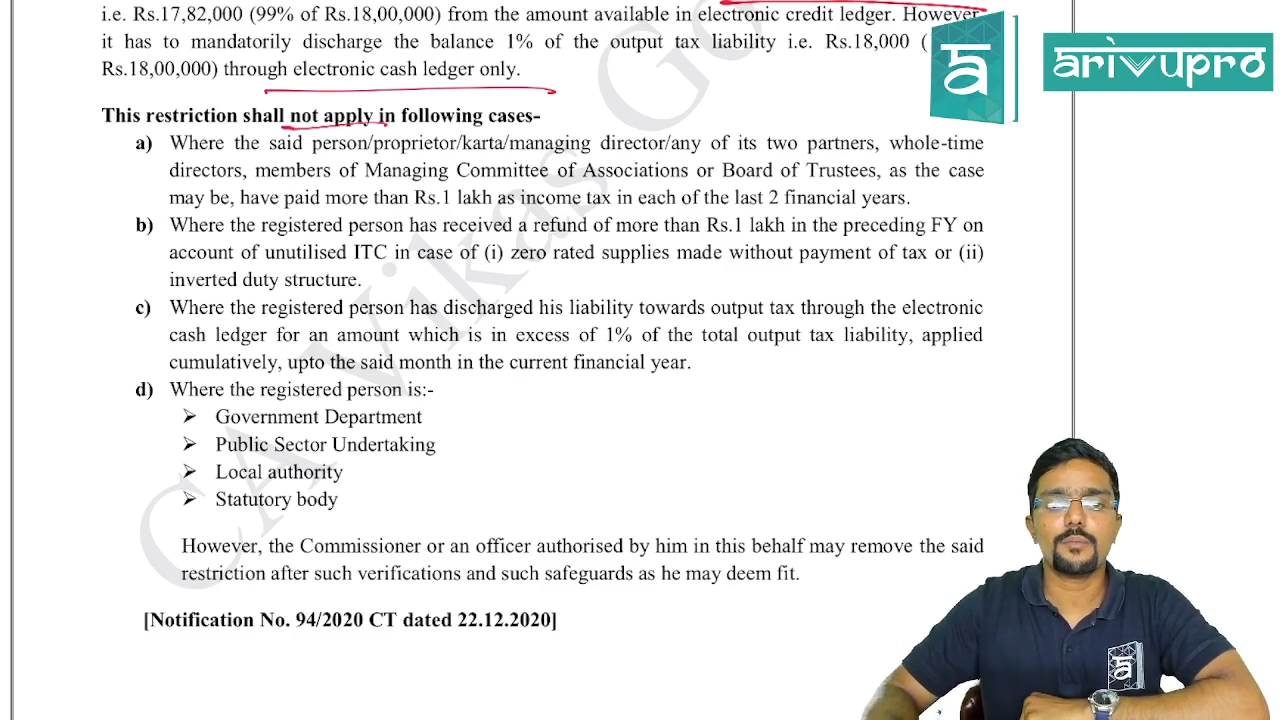 i.e Rs.17,82,000 (99% of Rs.18,00,000) from the amount available in electronic credit ledger. However,
it has to mandatorily discharge the balance 1% of the output tax liability i.e. Rs.18,000 (
Rs.18,00,000) through electronic cash ledger only.
arivupro
This restriction shall not apply in following cases-
a) Where the said person/proprietor/karta/managing director/any of its two partners, whole-time
directors, members of Managing Committee of Associations or Board of Trustees, as the case
may be, have paid more than Rs.1 lakh as income tax in each of the last 2 financial years.
b) Where the registered person has received a refund of more than Rs.1 lakh in the preceding FY on
account of unutilised ITC in case of (i) zero rated supplies made without payment of tax or (ii)
inverted duty structure.
c) Where the registered person has discharged his liability towards output tax through the electronic
cash ledger for an amount which is in excess of 1% of the total output tax liability, applied
cumulatively, upto the said month in the current financial year.
d) Where the registered person is:-
➢ Government Department
➢ Public Sector Undertaking
➢ Local authority
➢ Statutory body
However, the Commissioner or an officer authorised by him in this behalf may remove the said
restriction after such verifications and such safeguards as he may deem fit.
[Notification No. 94/2020 CT dated 22.12.2020]
CA Vikas Go